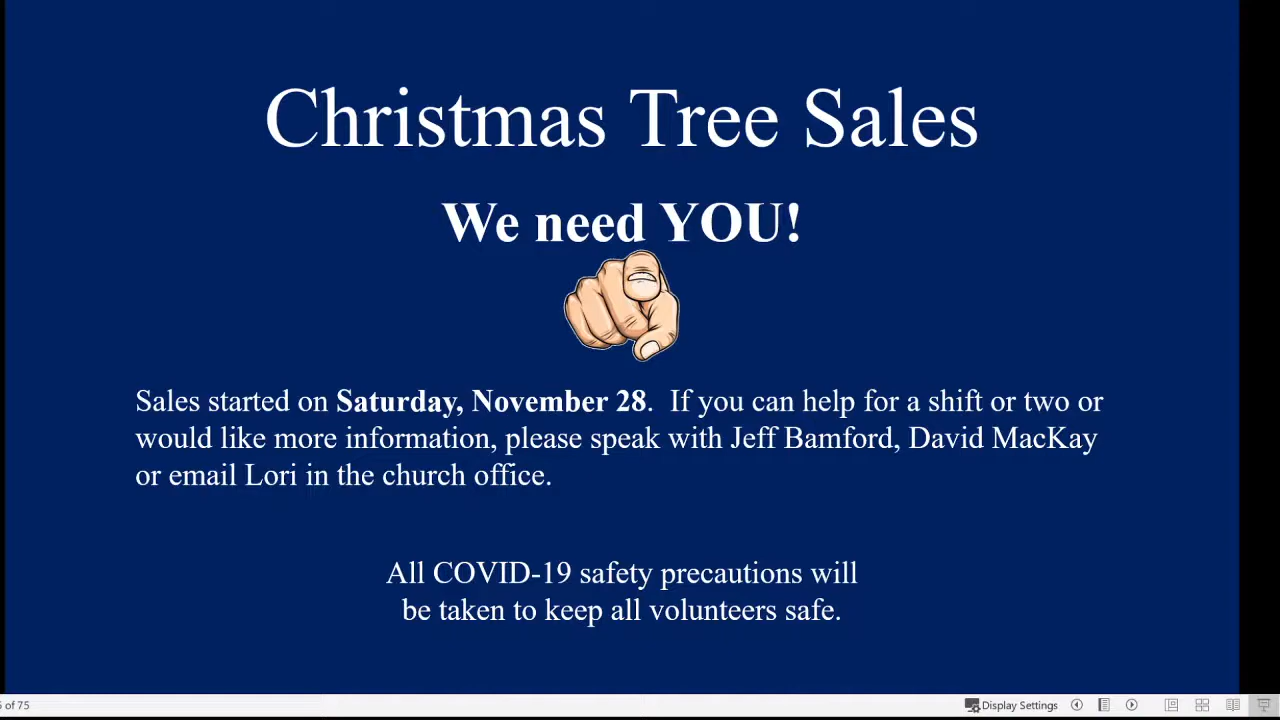 Christmas Tree Sales
We need YOU!
Sales started on Saturday, November 28.  If you can help for a shift or two or
would like more information, please speak with Jeff Bamford, David MacKay
or email Lori in the church office.
All COVID-19 safety precautions will
be taken to keep all volunteers safe.
of 75
Display Settings